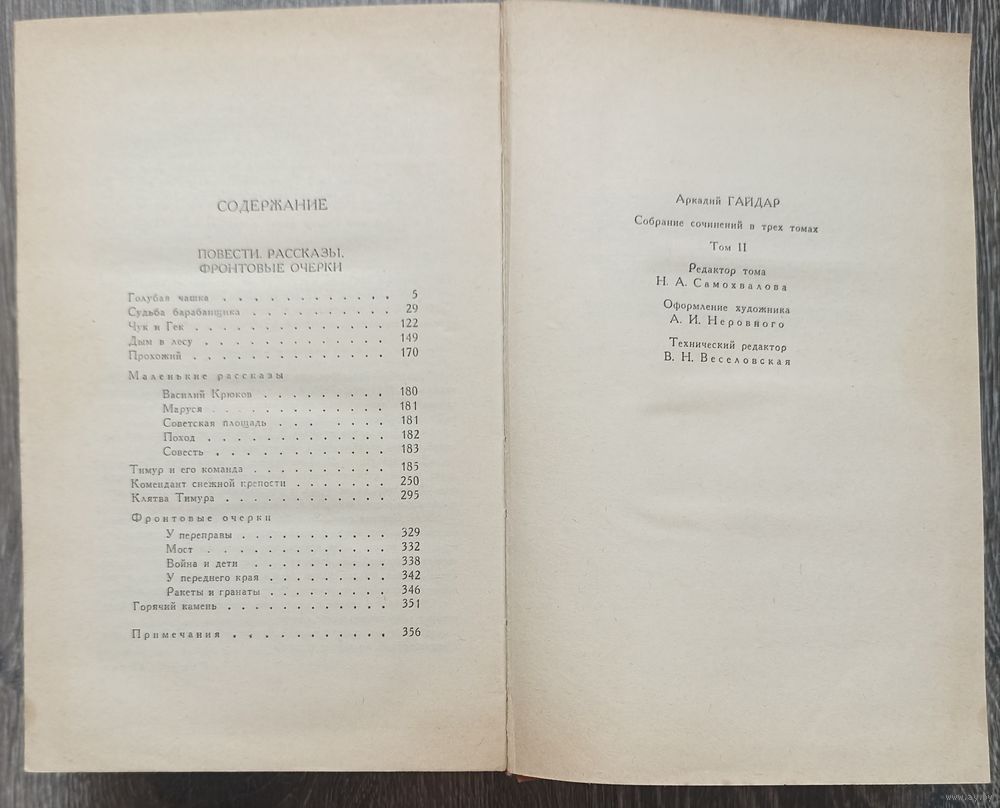 СОДЕРЖАНИЕ
ПОВЕСТИ. РАССКАЗЫ.
ФРОНТОВЫЕ ОЧЕРКИ
Голубая чашка . . . . . . . . . . . . 5
Судьба барабанщика . . . . . . . . . . 29
Чук и Гек . . . . . . . . . . . . . . 122
Дым в лесу . . . . . . . . . . . . . 149
Прохожий . . . . . . . . . . . . . . 170
Маленькие рассказы
Василий Крюков . . . . . . . . . 180
Маруся . . . . . . . . . . . . 181
Советская площадь . . . . . . . 181
Поход . . . . . . . . . . . . . 182
Совесть . . . . . . . . . . . . 183
Тимур и его команда . . . . . . . . . . 185
Комендант снежной крепости . . . . . . . 250
Клятва Тимура . . . . . . . . . . . . 295
Фронтовые очерки
У переправы . . . . . . . . . . . 329
Мост . . . . . . . . . . . . . 332
Война и дети . . . . . . . . . . 338
У переднего края . . . . . . . . . 342
Ракеты и гранаты . . . . . . . . . 346
Горячий камень . . . . . . . . . . . . 351
Примечания . . . . . . . . . . . 356
Аркадий ГАЙДАР
Собрание сочинений в трех томах
Том II
Редактор тома
Н. А. Самохвалова
Оформление художника
А. И. Неровного
Технический редактор
В. Н. Веселовская
www.ay.by